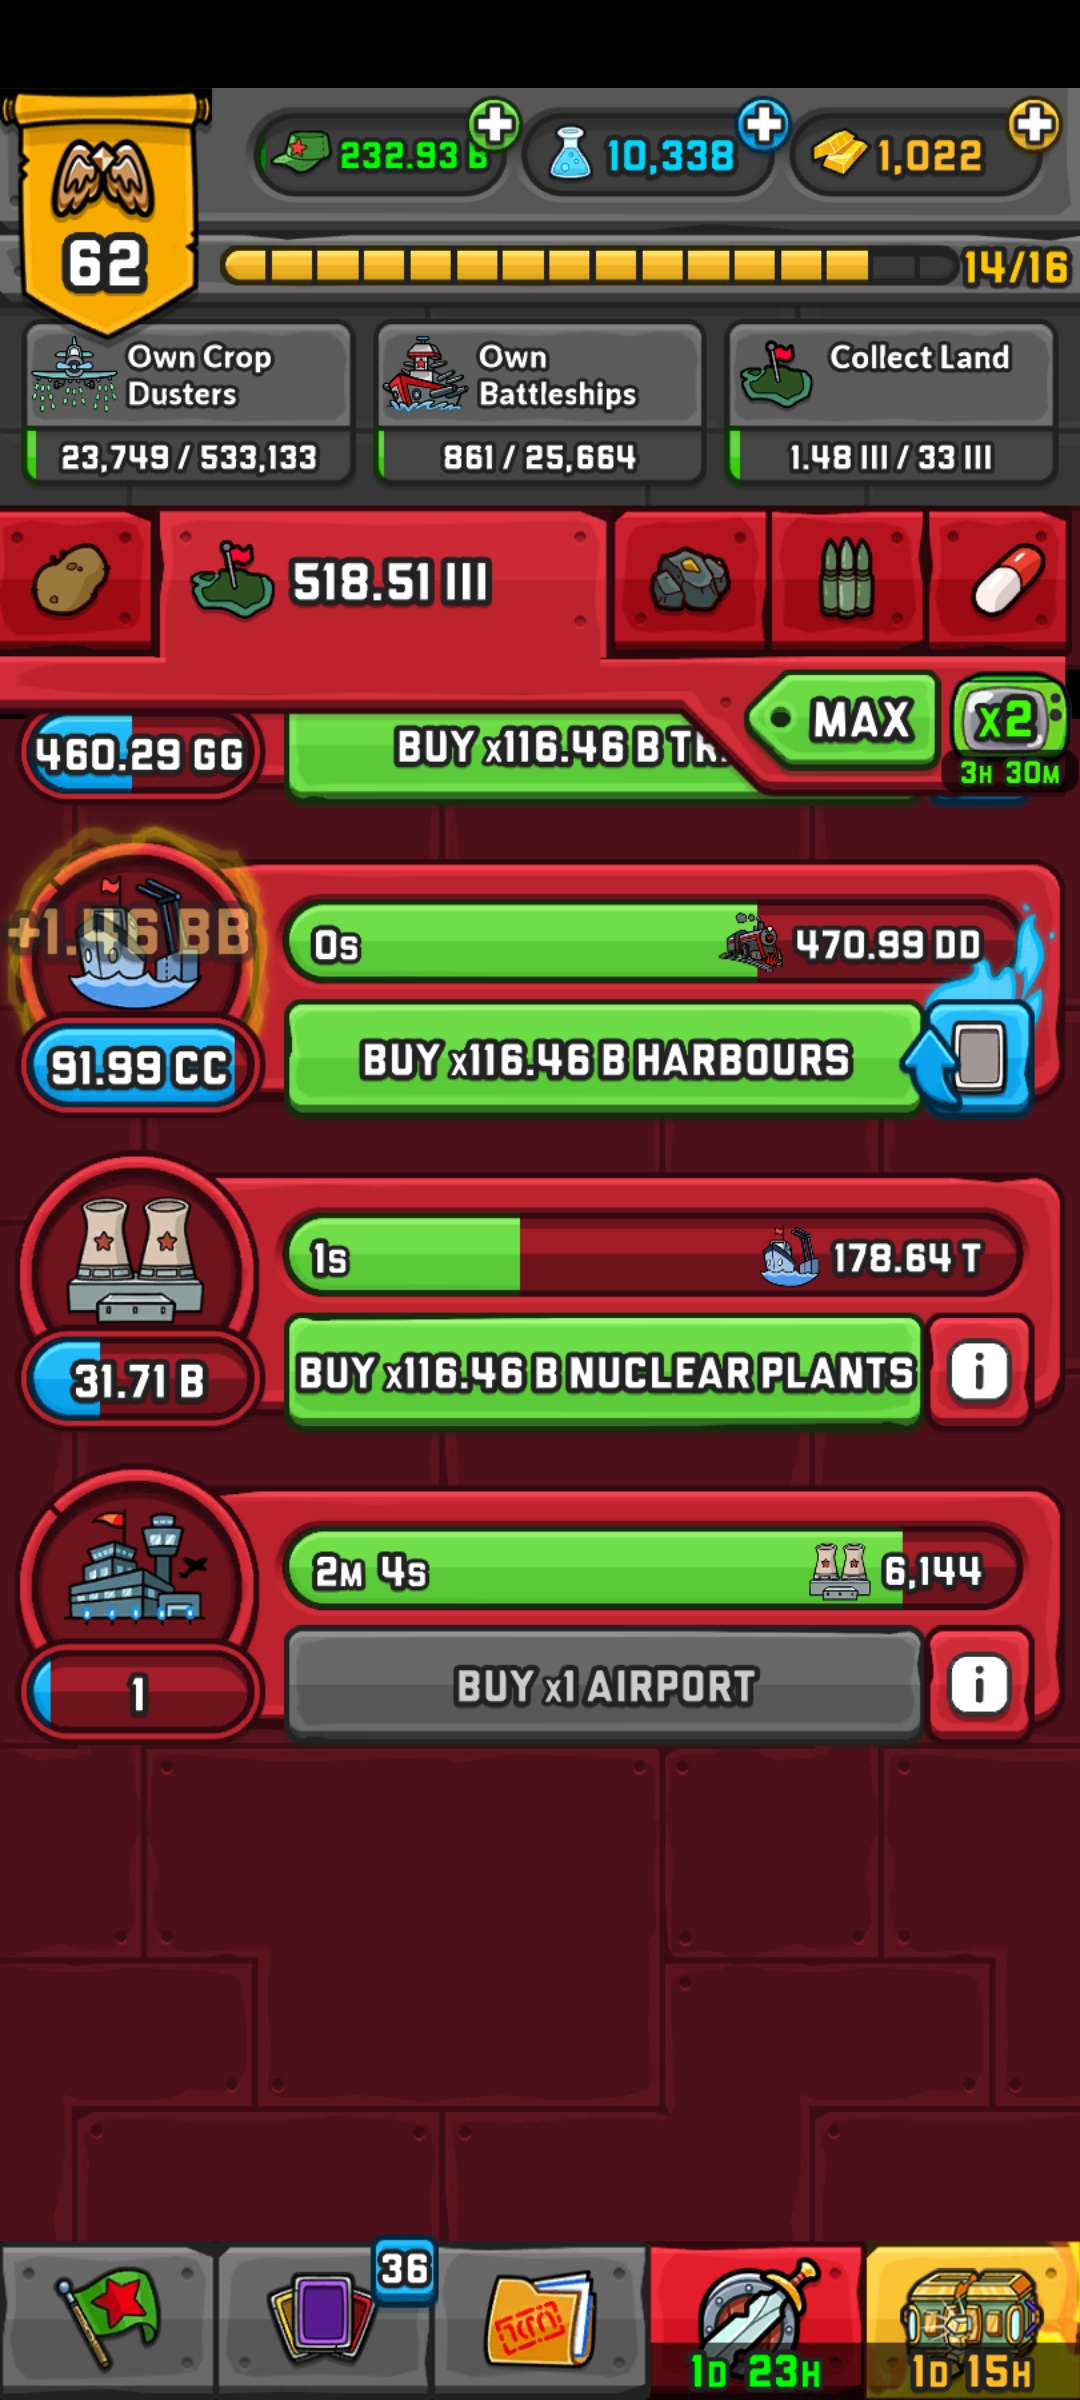 232.93 B
10,338
1,022
62
14/16
Own Crop
Dusters
23,749 / 533,133
Own
Battleships
861 / 25,664
Collect Land
1.48 III / 33 III
518.51 III
MAX
x2
3H 30M
460.29 GG
BUY x116.46 B
+1.46 BB
0s
470.99 DD
91.99 CC
BUY x116.46 B HARBOURS
1s
178.64 T
31.71 B
BUY x116.46 B NUCLEAR PLANTS
i
2M 4s
6,144
1
BUY x1 AIRPORT
i
36
1D 23H
1D 15H